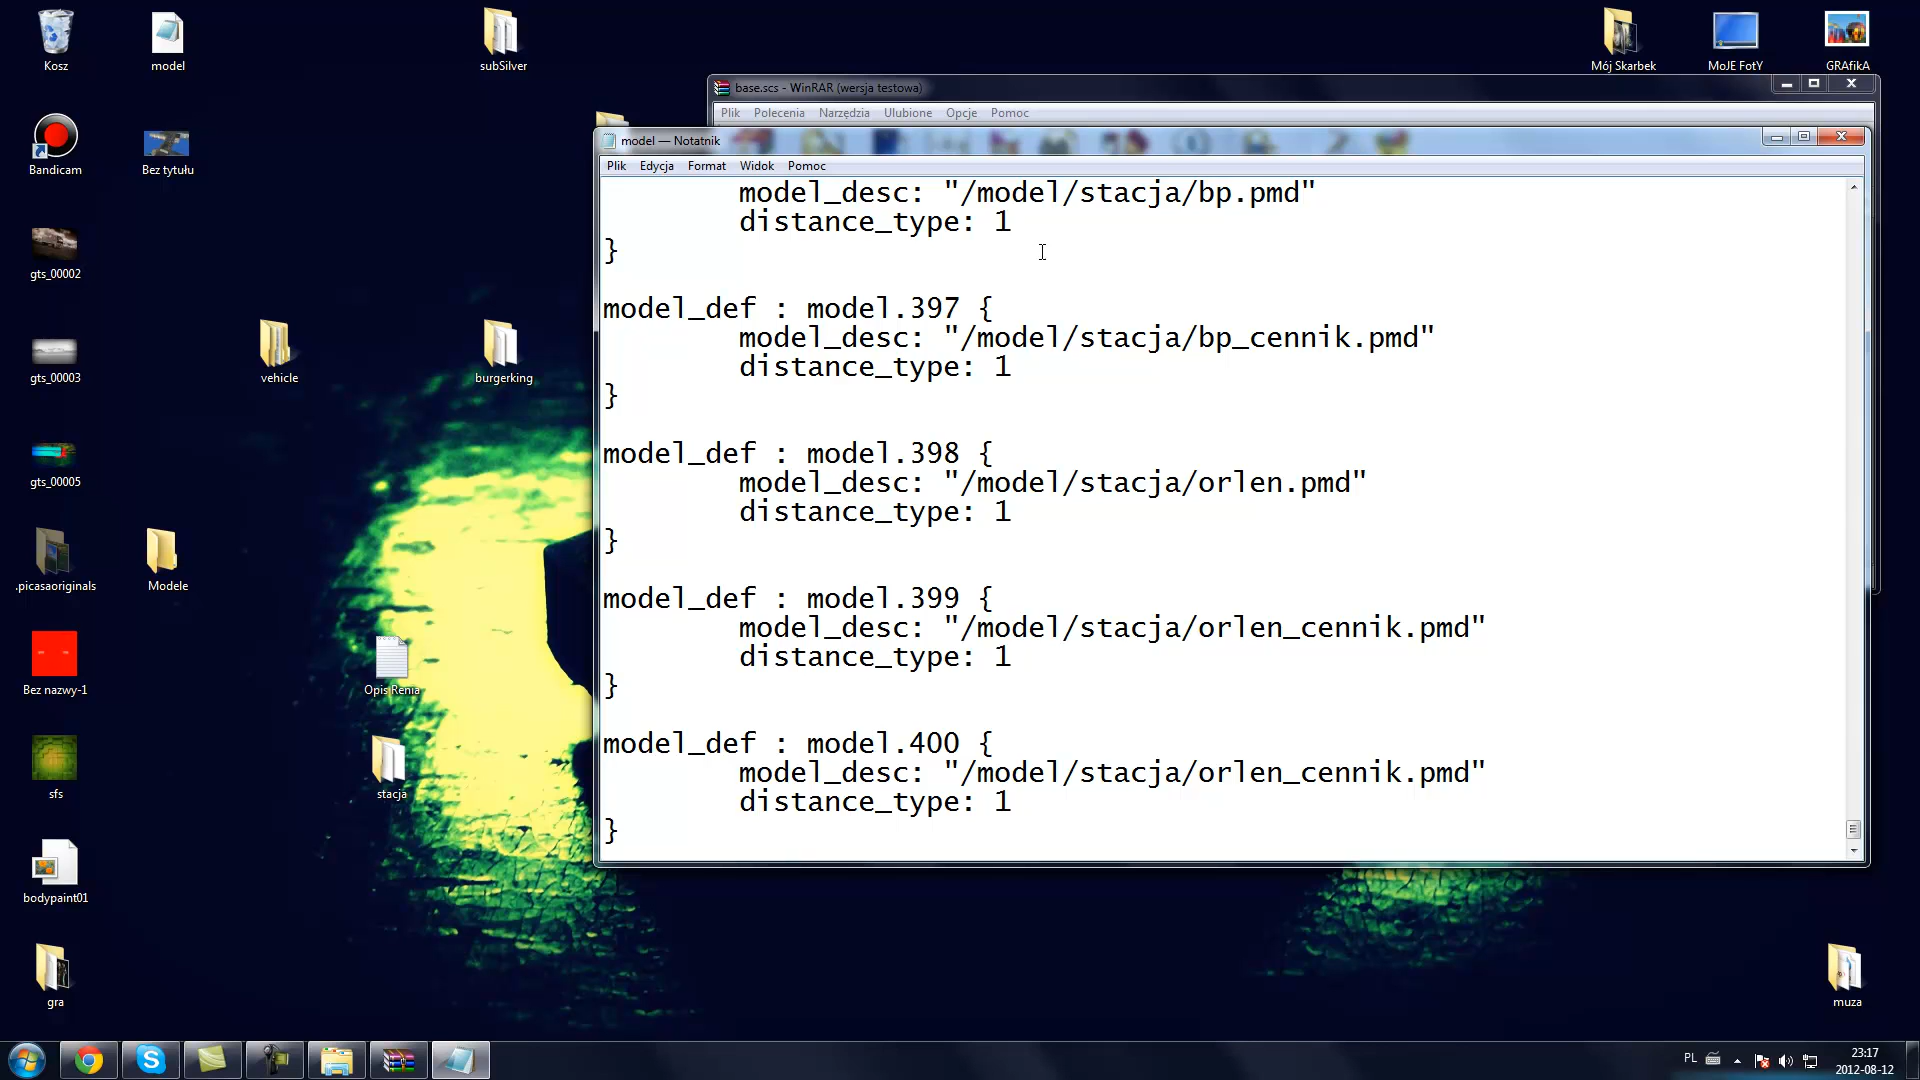 Kosz
model
subSilver
Mój Skarbek
MoJE FotY
GRAfikA
base.scs - WinRAR (wersja testowa)
Plik Polecenia Narzędzia Ulubione Opcje Pomoc
model — Notatnik
Plik Edycja Format Widok Pomoc
model_desc: "/model/stacja/bp.pmd"
distance_type: 1
}
model_def : model.397 {
model_desc: "/model/stacja/bp_cennik.pmd"
distance_type: 1
}
model_def : model.398 {
model_desc: "/model/stacja/orlen.pmd"
distance_type: 1
}
model_def : model.399 {
model_desc: "/model/stacja/orlen_cennik.pmd"
distance_type: 1
}
model_def : model.400 {
model_desc: "/model/stacja/orlen_cennik.pmd"
distance_type: 1
}
Bandicam
Bez tytułu
gts_00002
gts_00003
vehicle
burgerking
gts_00005
.picasaoriginals
Modele
Bez nazwy-1
Opis Renia
sfs
stacja
bodypaint01
gra
muza
PL
23:17
2012-08-12